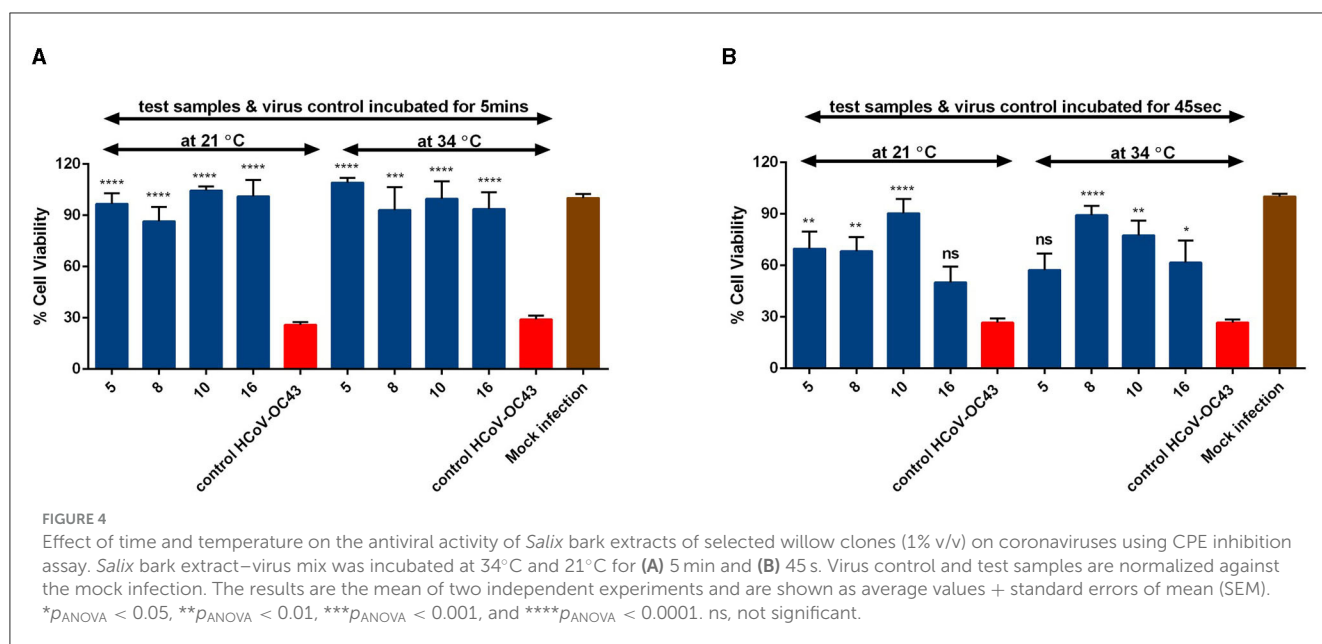 A
test samples & virus control incubated for 5mins
at 21 °C
at 34 °C
% Cell Viability
120
90
60
30
0
**** **** **** **** **** *** **** ****
5 8 10 16 control HCoV-OC43 5 8 10 16 control HCoV-OC43 Mock infection
B
test samples & virus control incubated for 45sec
at 21 °C
at 34 °C
% Cell Viability
120
90
60
30
0
** ** **** ns ns **** ** *
5 8 10 16 control HCoV-OC43 5 8 10 16 control HCoV-OC43 Mock infection
FIGURE 4
Effect of time and temperature on the antiviral activity of Salix bark extracts of selected willow clones (1% v/v) on coronaviruses using CPE inhibition
assay. Salix bark extract–virus mix was incubated at 34°C and 21°C for (A) 5 min and (B) 45 s. Virus control and test samples are normalized against
the mock infection. The results are the mean of two independent experiments and are shown as average values + standard errors of mean (SEM).
*pANOVA < 0.05, **pANOVA < 0.01, ***pANOVA < 0.001, and ****pANOVA < 0.0001. ns, not significant.